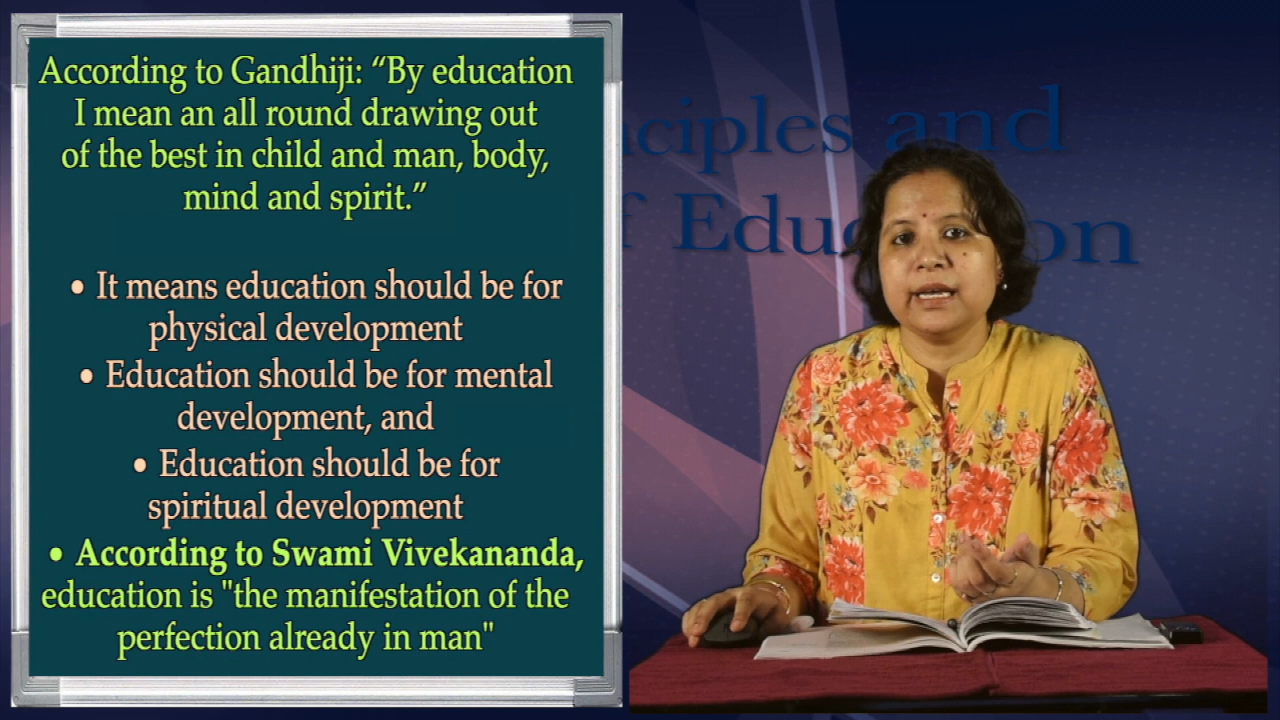 According to Gandhiji: “By education
I mean an all round drawing out
of the best in child and man, body,
mind and spirit.”
• It means education should be for
physical development
• Education should be for mental
development, and
• Education should be for
spiritual development
• According to Swami Vivekananda,
education is "the manifestation of the
perfection already in man"
and